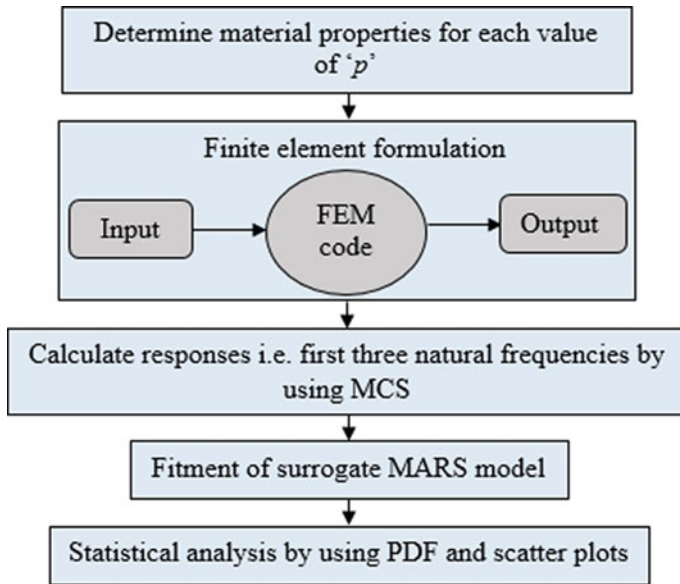 Determine material properties for each value
of ‘p’
Finite element formulation
Input
FEM
code
Output
Calculate responses i.e. first three natural frequencies by
using MCS
Fitment of surrogate MARS model
Statistical analysis by using PDF and scatter plots